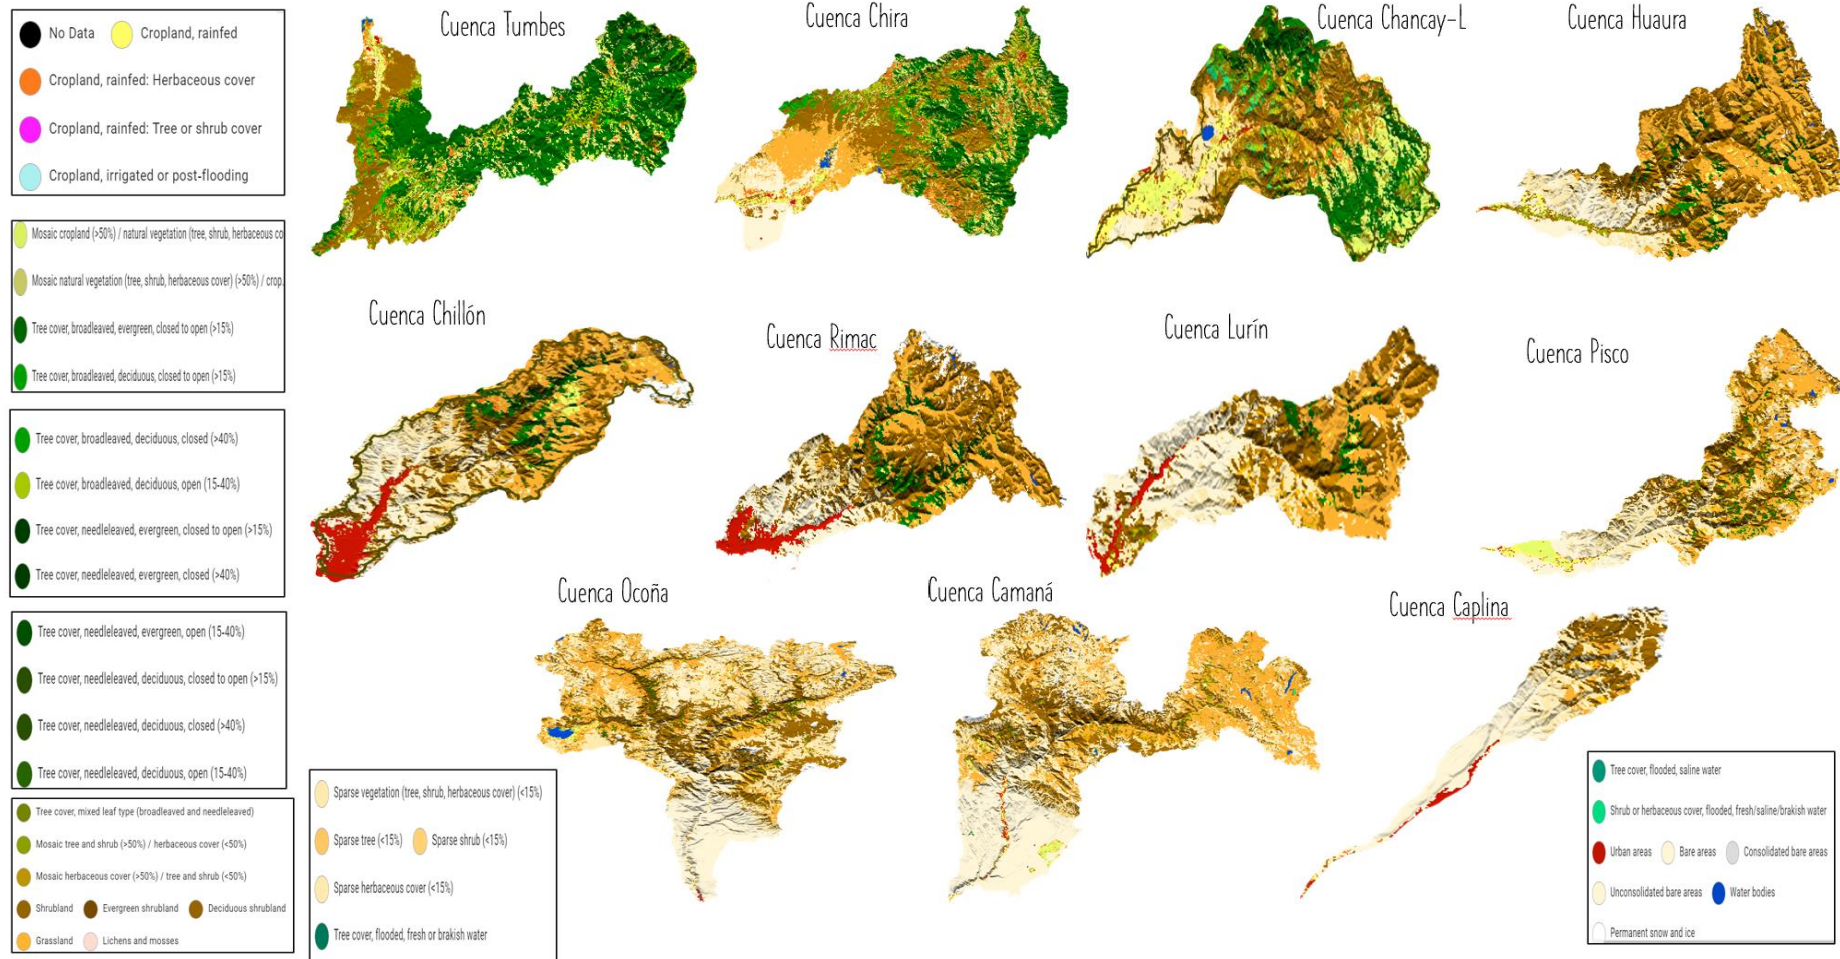 Cuenca Tumbes
Cuenca Chira
Cuenca Chancay-L
Cuenca Huaura
No Data
Cropland, rainfed
Cropland, rainfed: Herbaceous cover
Cropland, rainfed: Tree or shrub cover
Cropland, irrigated or post-flooding
Mosaic cropland (>50%) / natural vegetation (tree, shrub, herbaceous co
Mosaic natural vegetation (tree, shrub, herbaceous cover) (>50%) / crop.
Tree cover, broadleaved, evergreen, closed to open (>15%)
Tree cover, broadleaved, deciduous, closed to open (>15%)
Cuenca Chillón
Cuenca Rimac
Cuenca Lurín
Cuenca Pisco
Tree cover, broadleaved, deciduous, closed (>40%)
Tree cover, broadleaved, deciduous, open (15-40%)
Tree cover, needleleaved, evergreen, closed to open (>15%)
Tree cover, needleleaved, evergreen, closed (>40%)
Cuenca Ocoña
Cuenca Camaná
Cuenca Caplina
Tree cover, needleleaved, evergreen, open (15-40%)
Tree cover, needleleaved, deciduous, closed to open (>15%)
Tree cover, needleleaved, deciduous, closed (>40%)
Tree cover, needleleaved, deciduous, open (15-40%)
Tree cover, mixed leaf type (broadleaved and needleleaved)
Mosaic tree and shrub (>50%) / herbaceous cover (<50%)
Mosaic herbaceous cover (>50%) / tree and shrub (<50%)
Shrubland
Evergreen shrubland
Deciduous shrubland
Grassland
Lichens and mosses
Sparse vegetation (tree, shrub, herbaceous cover) (<15%)
Sparse tree (<15%)
Sparse shrub (<15%)
Sparse herbaceous cover (<15%)
Tree cover, flooded, fresh or brakish water
Tree cover, flooded, saline water
Shrub or herbaceous cover, flooded, fresh/saline/brakish water
Urban areas
Bare areas
Consolidated bare areas
Unconsolidated bare areas
Water bodies
Permanent snow and ice